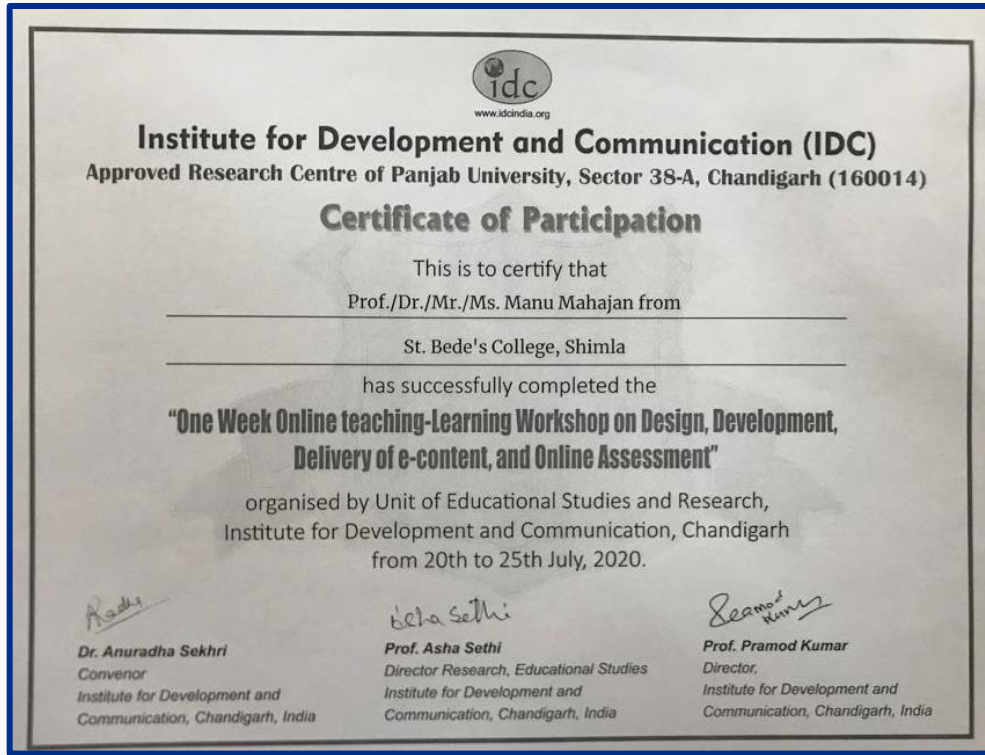 idc
www.idcindia.org
Institute for Development and Communication (IDC)
Approved Research Centre of Panjab University, Sector 38-A, Chandigarh (160014)
Certificate of Participation
This is to certify that
Prof./Dr./Mr./Ms. Manu Mahajan from
St. Bede's College, Shimla
has successfully completed the
“One Week Online teaching-Learning Workshop on Design, Development,
Delivery of e-content, and Online Assessment”
organised by Unit of Educational Studies and Research,
Institute for Development and Communication, Chandigarh
from 20th to 25th July, 2020.
Asha Sethi Pramod Kumar
Dr. Anuradha Sekhri
Convenor
Institute for Development and
Communication, Chandigarh, India
Prof. Asha Sethi
Director Research, Educational Studies
Institute for Development and
Communication, Chandigarh, India
Prof. Pramod Kumar
Director,
Institute for Development and
Communication, Chandigarh, India